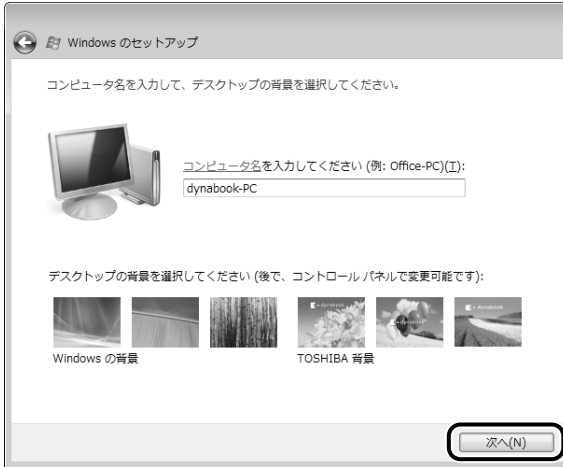 Windows のセットアップ
コンピュータ名を入力して、デスクトップの背景を選択してください。
コンピュータ名を入力してください (例: Office-PC)(T):
dynabook-PC
デスクトップの背景を選択してください (後で、コントロール パネルで変更可能です):
dynabook
dynabook
dynabook
Windows の背景
TOSHIBA 背景
次へ(N)